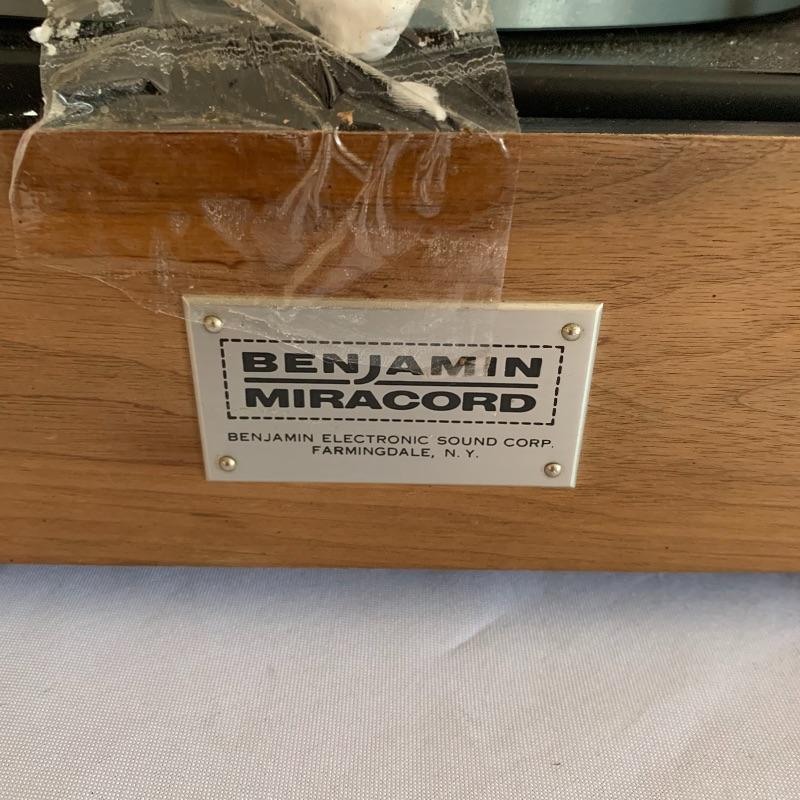 BENJAMIN
MIRACORD
BENJAMIN ELECTRONIC SOUND CORP.
FARMINGDALE, N.Y.